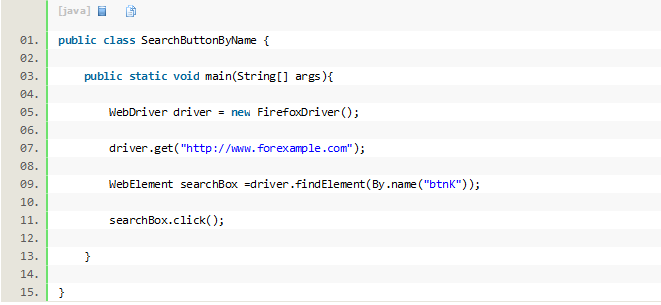 [java]
01. public class SearchButtonByName {
02.
03. public static void main(String[] args){
04.
05. WebDriver driver = new FirefoxDriver();
06.
07. driver.get("http://www.forexample.com");
08.
09. WebElement searchBox =driver.findElement(By.name("btnK"));
10.
11. searchBox.click();
12.
13. }
14.
15. }